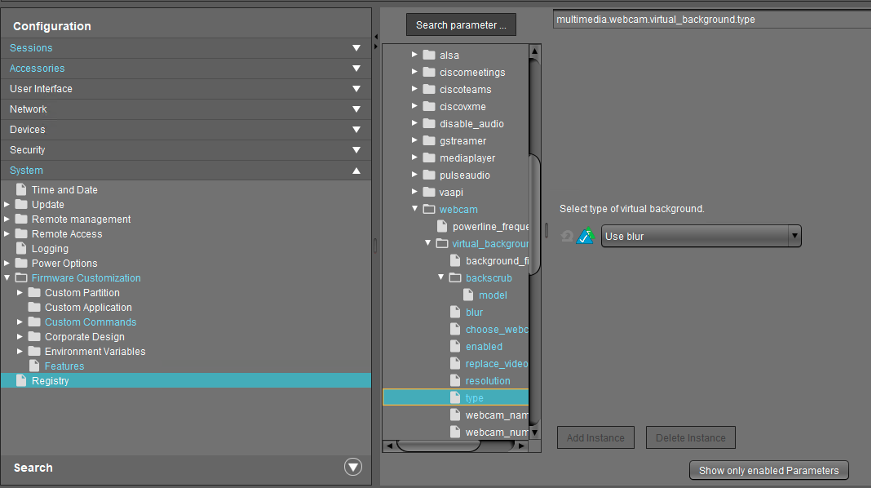 Configuration
Sessions
Accessories
User Interface
Network
Devices
Security
System
Time and Date
Update
Remote management
Remote Access
Logging
Power Options
Firmware Customization
Custom Partition
Custom Application
Custom Commands
Corporate Design
Environment Variables
Features
Registry
Search
Search parameter ...
alsa
ciscomeetings
ciscoteams
ciscovxme
disable_audio
gstreamer
mediaplayer
pulseaudio
vaapi
webcam
powerline_freque
virtual_backgroun
background_fi
backscrub
model
blur
choose_webc
enabled
replace_video
resolution
type
webcam_nam
webcam_num
multimedia.webcam.virtual_background.type
Select type of virtual background.
Use blur
Add Instance Delete Instance
Show only enabled Parameters